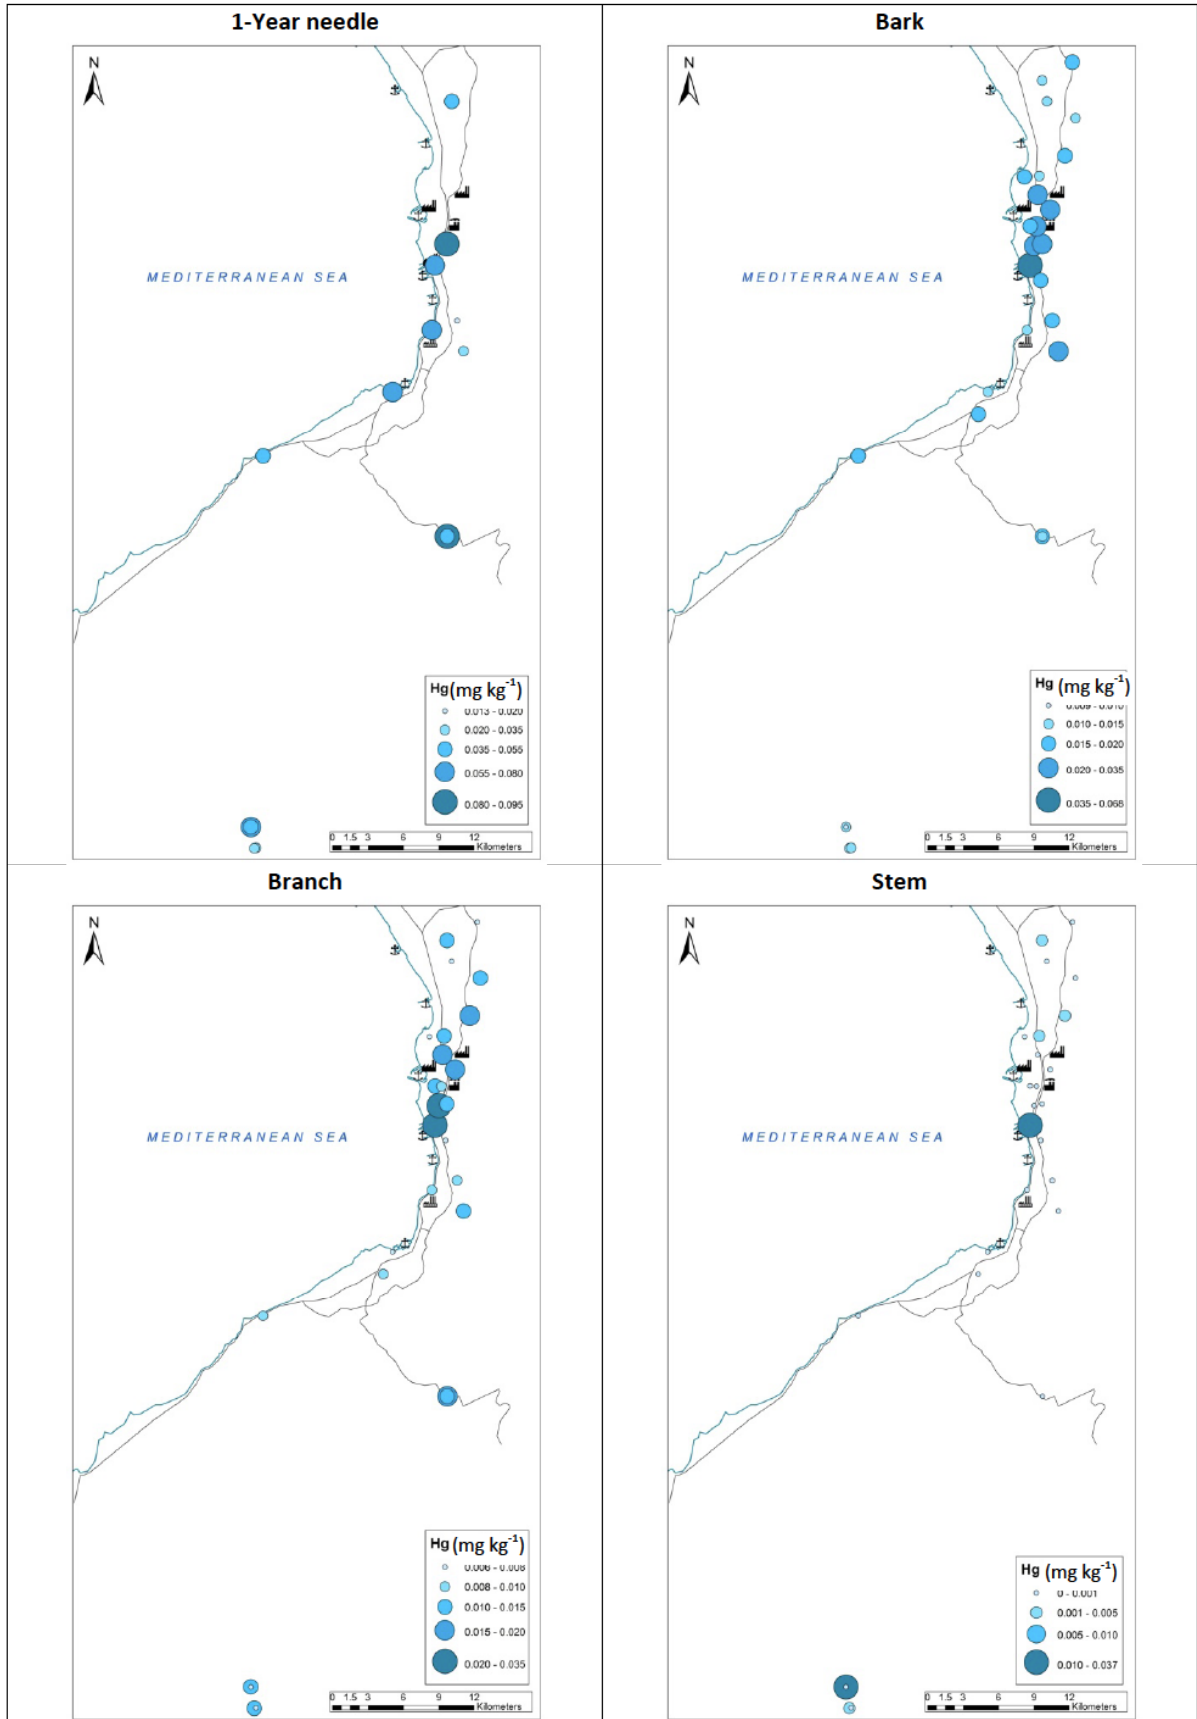 1-Year needle
N
MEDITERRANEAN SEA
Hg (mg kg-1)
0.013 - 0.020
0.020 - 0.035
0.035 - 0.055
0.055 - 0.080
0.080 - 0.095
0 1.5 3 6 9 12
Kilometers
Bark
N
MEDITERRANEAN SEA
Hg (mg kg-1)
0.009 - 0.010
0.010 - 0.015
0.015 - 0.020
0.020 - 0.035
0.035 - 0.068
0 1.5 3 6 9 12
Kilometers
Branch
N
MEDITERRANEAN SEA
Hg (mg kg-1)
0.006 - 0.008
0.008 - 0.010
0.010 - 0.015
0.015 - 0.020
0.020 - 0.035
0 1.5 3 6 9 12
Kilometers
Stem
N
MEDITERRANEAN SEA
Hg (mg kg-1)
0 - 0.001
0.001 - 0.005
0.005 - 0.010
0.010 - 0.037
0 1.5 3 6 9 12
Kilometers